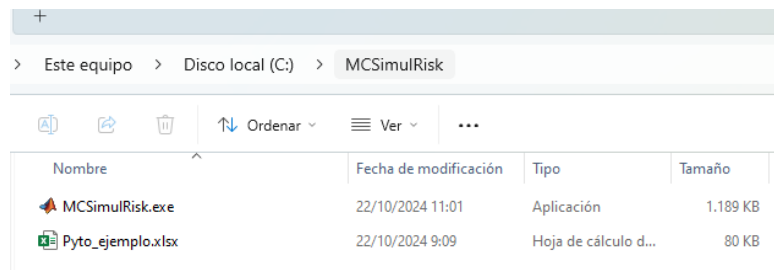 Este equipo > Disco local (C:) > MCSimulRisk
Ordenar Ver
Nombre Fecha de modificación Tipo Tamaño
MCSimulRisk.exe 22/10/2024 11:01 Aplicación 1.189 KB
Pyto_ejemplo.xlsx 22/10/2024 9:09 Hoja de cálculo d... 80 KB